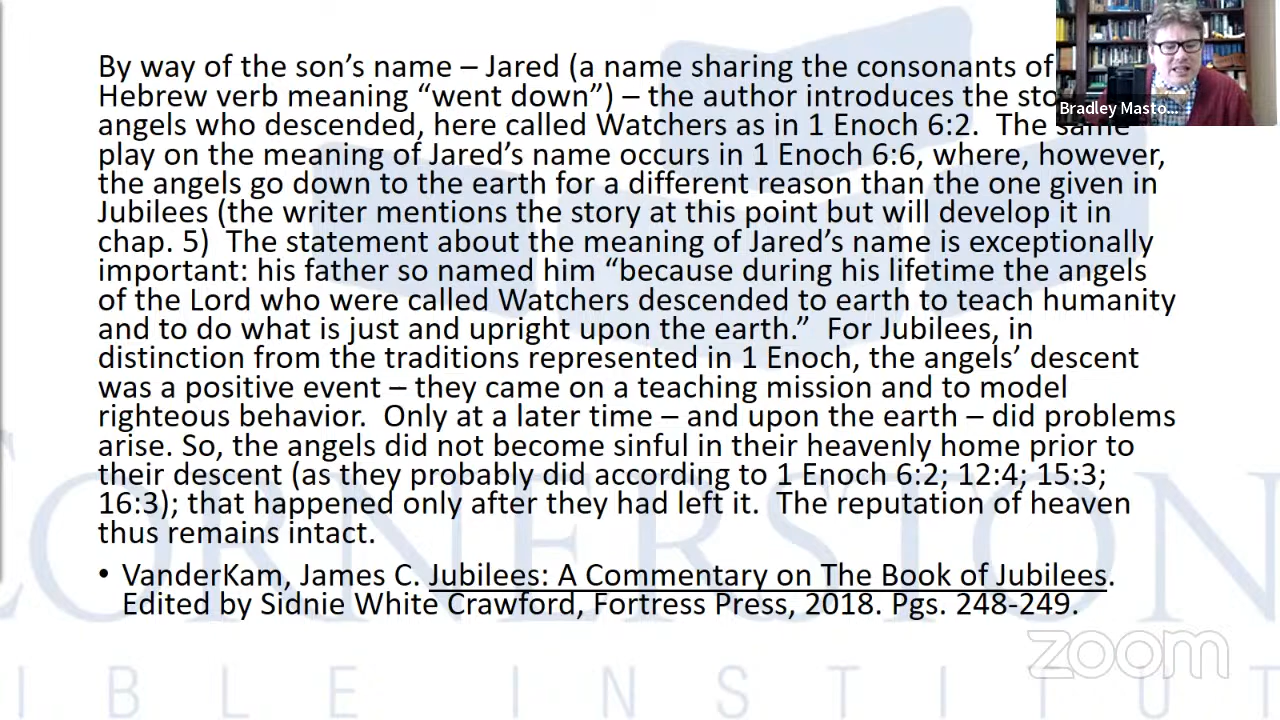 By way of the son’s name – Jared (a name sharing the consonants of
Hebrew verb meaning “went down”) – the author introduces the
angels who descended, here called Watchers as in 1 Enoch 6:2.  The same
play on the meaning of Jared’s name occurs in 1 Enoch 6:6, where, however,
the angels go down to the earth for a different reason than the one given in
Jubilees (the writer mentions the story at this point but will develop it in
chap. 5)  The statement about the meaning of Jared’s name is exceptionally
important: his father so named him “because during his lifetime the angels
of the Lord who were called Watchers descended to earth to teach humanity
and to do what is just and upright upon the earth.”  For Jubilees, in
distinction from the traditions represented in 1 Enoch, the angels’ descent
was a positive event – they came on a teaching mission and to model
righteous behavior.  Only at a later time – and upon the earth – did problems
arise. So, the angels did not become sinful in their heavenly home prior to
their descent (as they probably did according to 1 Enoch 6:2; 12:4; 15:3;
16:3); that happened only after they had left it.  The reputation of heaven
thus remains intact.
• VanderKam, James C. Jubilees: A Commentary on The Book of Jubilees.
Edited by Sidnie White Crawford, Fortress Press, 2018. Pgs. 248-249.
Bradley Masto...
zoom
CORNERSTON
IBLE INSTITUT